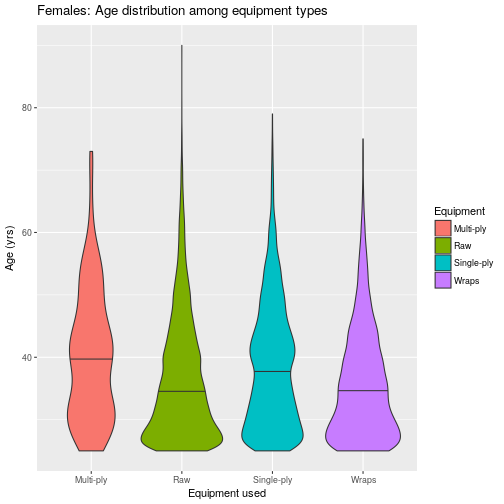 Females: Age distribution among equipment types
80
60
40
Age (yrs)
Multi-ply
Raw
Single-ply
Wraps
Equipment used
Equipment
Multi-ply
Raw
Single-ply
Wraps